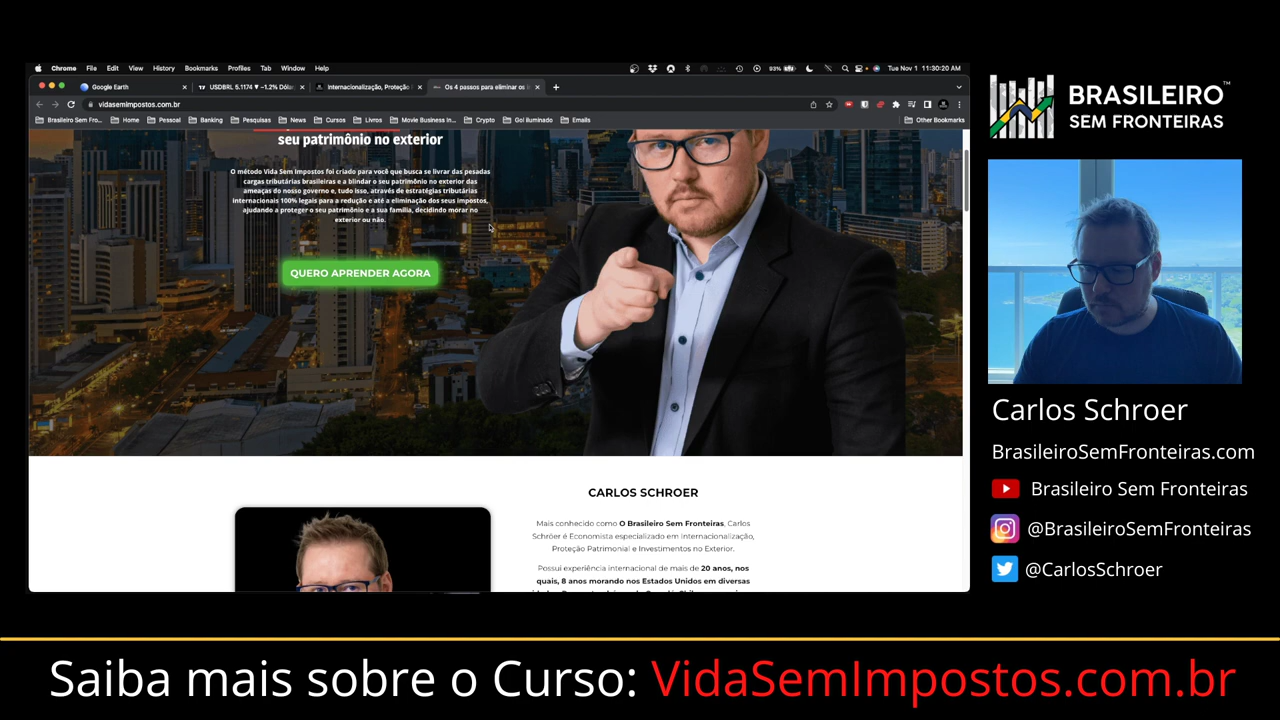 Chrome File Edit View History Bookmarks Profiles Tab Window Help
93% Tue Nov 1 11:30:20 AM
Google Earth
USDBRL 5.1174 ▼ −1.2% Dóla
Internacionalização, Proteção
Os 4 passos para eliminar os i
vidasemimpostos.com.br
Brasileiro Sem Fro... Home Pessoal Banking Pesquisas News Cursos Livros Movie Business In... Crypto Gol Iluminado Emails Other Bookmarks
seu patrimônio no exterior
O método Vida Sem Impostos foi criado para você que busca se livrar das pesadas
cargas tributárias brasileiras e a blindar o seu patrimônio no exterior das
ameaças do nosso governo e, tudo isso, através de estratégias tributárias
internacionais 100% legais para a redução e até a eliminação dos seus impostos,
ajudando a proteger o seu patrimônio e a sua família, decidindo morar no
exterior ou não.
QUERO APRENDER AGORA
CARLOS SCHROER
Mais conhecido como O Brasileiro Sem Fronteiras, Carlos
Schröer é Economista especializado em Internacionalização,
Proteção Patrimonial e Investimentos no Exterior.
Possui experiência internacional de mais de 20 anos, nos
quais, 8 anos morando nos Estados Unidos em diversas
BRASILEIRO™
SEM FRONTEIRAS
Carlos Schroer
BrasileiroSemFronteiras.com
Brasileiro Sem Fronteiras
@BrasileiroSemFronteiras
@CarlosSchroer
Saiba mais sobre o Curso: VidaSemImpostos.com.br